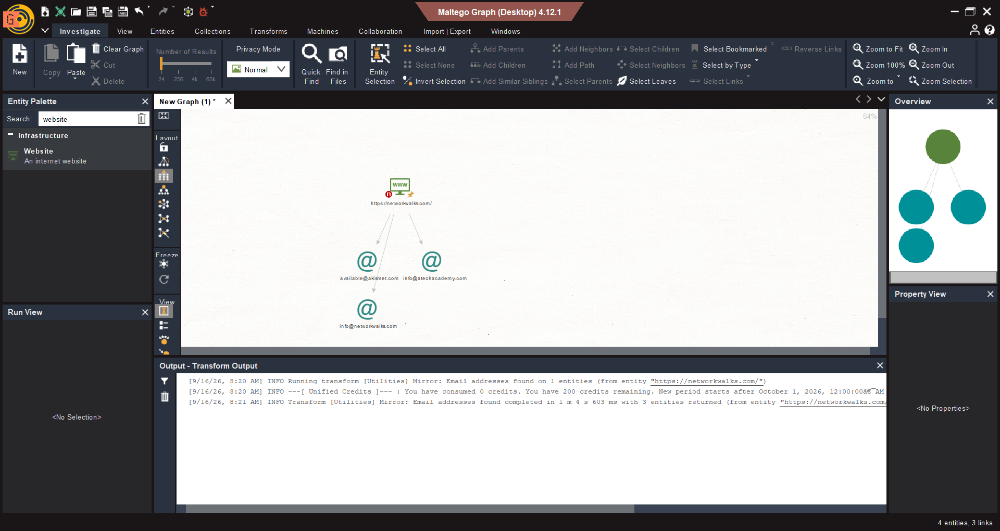 Maltego Graph (Desktop) 4.12.1
Investigate View Entities Collections Transforms Machines Collaboration Import | Export Windows
New
Copy
Paste
Clear Graph
Cut
Delete
Number of Results
24 256 4k 65k
Privacy Mode
Normal
Quick Find
Find in Files
Entity Selection
Select All
Select None
Invert Selection
Add Parents
Add Children
Add Similar Siblings
Add Neighbors
Add Path
Select Parents
Select Children
Select Neighbors
Select Leaves
Select Bookmarked
Select by Type
Select Links
Reverse Links
Zoom to Fit
Zoom 100%
Zoom to
Zoom In
Zoom Out
Zoom Selection
Entity Palette
Search: website
Infrastructure
Website
An internet website
Run View
<No Selection>
New Graph (1) *
Layout
Freeze
View
64%
www
n
https://networkwalks.com/
@ @
available@akismet.com info@atechacademy.com
@
info@networkwalks.com
Output - Transform Output
[9/16/26, 8:20 AM] INFO Running transform [Utilities] Mirror: Email addresses found on 1 entities (from entity "https://networkwalks.com/")
[9/16/26, 8:20 AM] INFO ---[ Unified Credits ]--- : You have consumed 0 credits. You have 200 credits remaining. New period starts after October 1, 2026, 12:00:00â€¯AM
[9/16/26, 8:21 AM] INFO Transform [Utilities] Mirror: Email addresses found completed in 1 m 4 s 603 ms with 3 entities returned (from entity "https://networkwalks.com/
Overview
Property View
<No Properties>
4 entities, 3 links